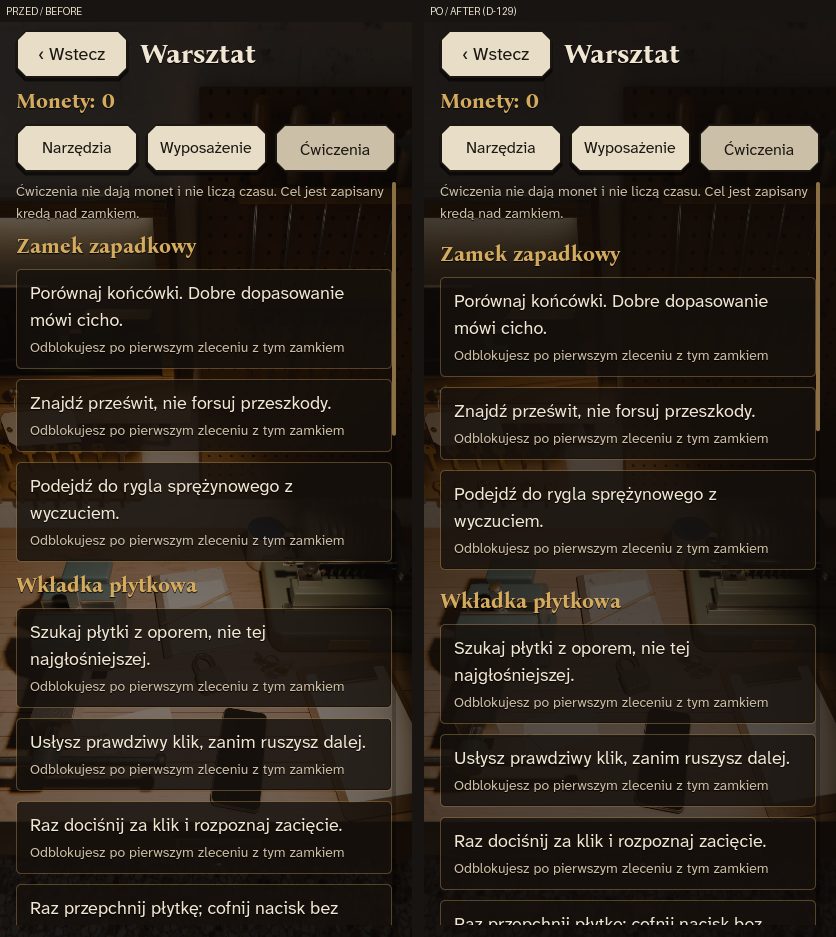 PRZED / BEFORE
‹ Wstecz
Warsztat
Monety: 0
Narzędzia
Wyposażenie
Ćwiczenia
Ćwiczenia nie dają monet i nie liczą czasu. Cel jest zapisany
kredą nad zamkiem.
Zamek zapadkowy
Porównaj końcówki. Dobre dopasowanie
mówi cicho.
Odblokujesz po pierwszym zleceniu z tym zamkiem
Znajdź prześwit, nie forsuj przeszkody.
Odblokujesz po pierwszym zleceniu z tym zamkiem
Podejdź do rygla sprężynowego z
wyczuciem.
Odblokujesz po pierwszym zleceniu z tym zamkiem
Wkładka płytkowa
Szukaj płytki z oporem, nie tej
najgłośniejszej.
Odblokujesz po pierwszym zleceniu z tym zamkiem
Usłysz prawdziwy klik, zanim ruszysz dalej.
Odblokujesz po pierwszym zleceniu z tym zamkiem
Raz dociśnij za klik i rozpoznaj zacięcie.
Odblokujesz po pierwszym zleceniu z tym zamkiem
Raz przepchnij płytkę; cofnij nacisk bez
PO / AFTER (D-129)
‹ Wstecz
Warsztat
Monety: 0
Narzędzia
Wyposażenie
Ćwiczenia
Ćwiczenia nie dają monet i nie liczą czasu. Cel jest zapisany
kredą nad zamkiem.
Zamek zapadkowy
Porównaj końcówki. Dobre dopasowanie
mówi cicho.
Odblokujesz po pierwszym zleceniu z tym zamkiem
Znajdź prześwit, nie forsuj przeszkody.
Odblokujesz po pierwszym zleceniu z tym zamkiem
Podejdź do rygla sprężynowego z
wyczuciem.
Odblokujesz po pierwszym zleceniu z tym zamkiem
Wkładka płytkowa
Szukaj płytki z oporem, nie tej
najgłośniejszej.
Odblokujesz po pierwszym zleceniu z tym zamkiem
Usłysz prawdziwy klik, zanim ruszysz dalej.
Odblokujesz po pierwszym zleceniu z tym zamkiem
Raz dociśnij za klik i rozpoznaj zacięcie.
Odblokujesz po pierwszym zleceniu z tym zamkiem
Raz przepchnij płytkę; cofnij nacisk bez